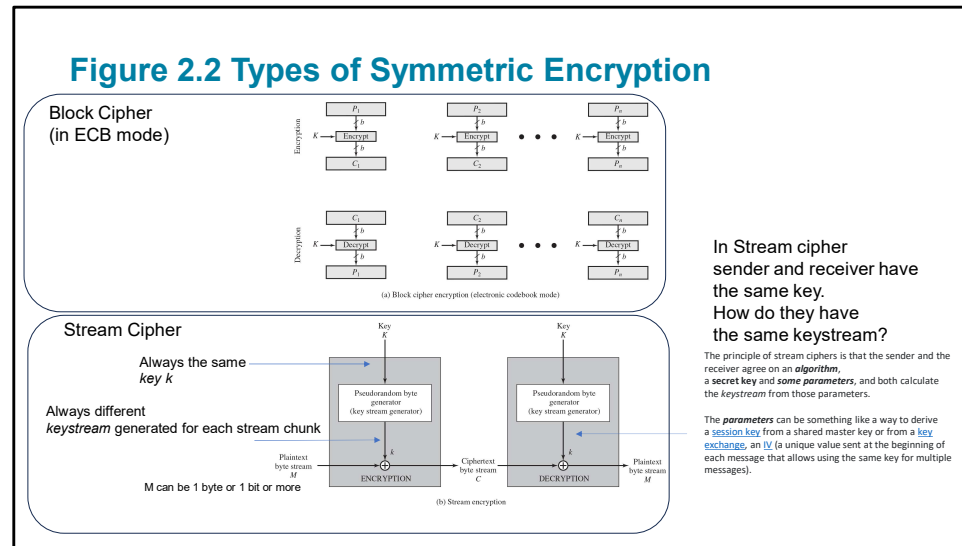 Figure 2.2 Types of Symmetric Encryption
Block Cipher
(in ECB mode)
Encryption
P1 P2 Pn
b b b
K Encrypt K Encrypt • • • K Encrypt
b b b
C1 C2 Pn
Decryption
C1 C2 Cn
b b b
K Decrypt K Decrypt • • • K Decrypt
b b b
P1 P2 Pn
(a) Block cipher encryption (electronic codebook mode)
Stream Cipher
Always the same
key k
Always different
keystream generated for each stream chunk
Key
K
Pseudorandom byte
generator
(key stream generator)
k
Plaintext
byte stream
M
M can be 1 byte or 1 bit or more
ENCRYPTION
Ciphertext
byte stream
C
Key
K
Pseudorandom byte
generator
(key stream generator)
k
DECRYPTION
Plaintext
byte stream
M
(b) Stream encryption
In Stream cipher
sender and receiver have
the same key.
How do they have
the same keystream?
The principle of stream ciphers is that the sender and the
receiver agree on an algorithm,
a secret key and some parameters, and both calculate
the keystream from those parameters.
The parameters can be something like a way to derive
a session key from a shared master key or from a key
exchange, an IV (a unique value sent at the beginning of
each message that allows using the same key for multiple
messages).